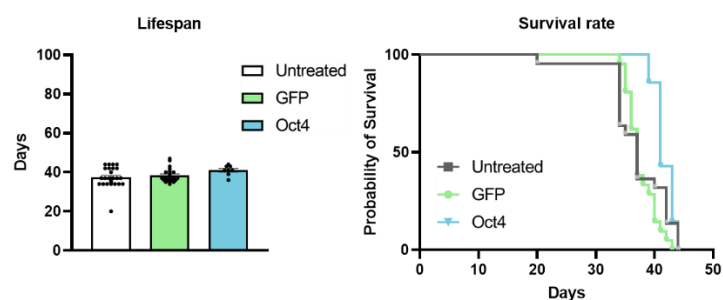 Lifespan
100
80
60
40
20
0
Days
Untreated
GFP
Oct4
Survival rate
100
50
0
Probability of Survival
Untreated
GFP
Oct4
0 10 20 30 40 50
Days